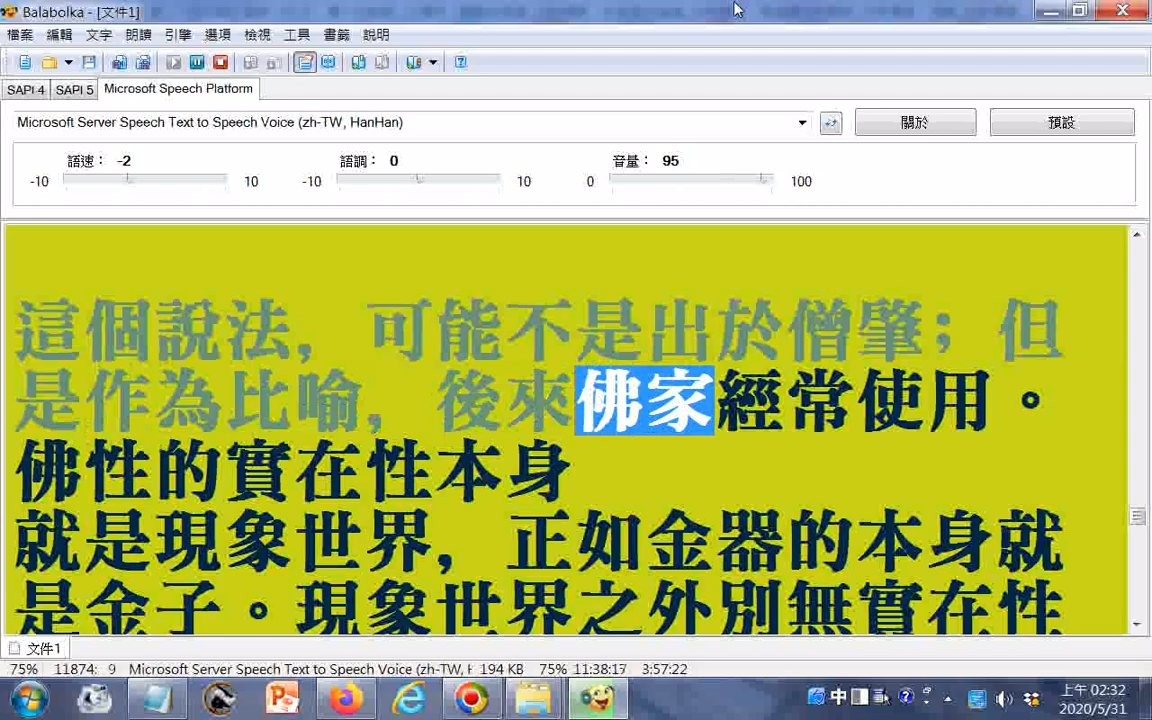 Balabolka - [文件1]
檔案 編輯 文字 朗讀 引擎 選項 檢視 工具 書籤 說明
SAPI 4 SAPI 5 Microsoft Speech Platform
Microsoft Server Speech Text to Speech Voice (zh-TW, HanHan) 關於 預設
語速： -2 語調： 0 音量： 95
-10 10 -10 10 0 100
這個說法，可能不是出於僧肇；但
是作為比喻，後來佛家經常使用。
佛性的實在性本身
就是現象世界，正如金器的本身就
是金子。現象世界之外別無實在性
文件1
75% 11874: 9 Microsoft Server Speech Text to Speech Voice (zh-TW, H 194 KB 75% 11:38:17 3:57:22
中 上午 02:32
2020/5/31